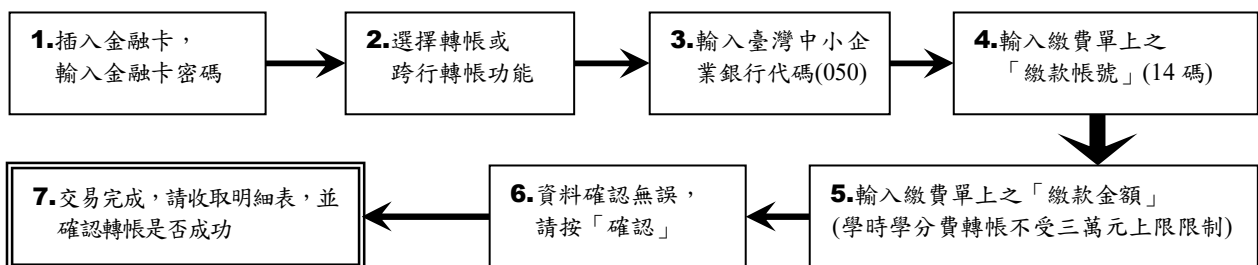 1.插入金融卡，
輸入金融卡密碼
2.選擇轉帳或
跨行轉帳功能
3.輸入臺灣中小企
業銀行代碼(050)
4.輸入繳費單上之
「繳款帳號」(14 碼)
5.輸入繳費單上之「繳款金額」
(學時學分費轉帳不受三萬元上限限制)
6.資料確認無誤，
請按「確認」
7.交易完成，請收取明細表，並
確認轉帳是否成功